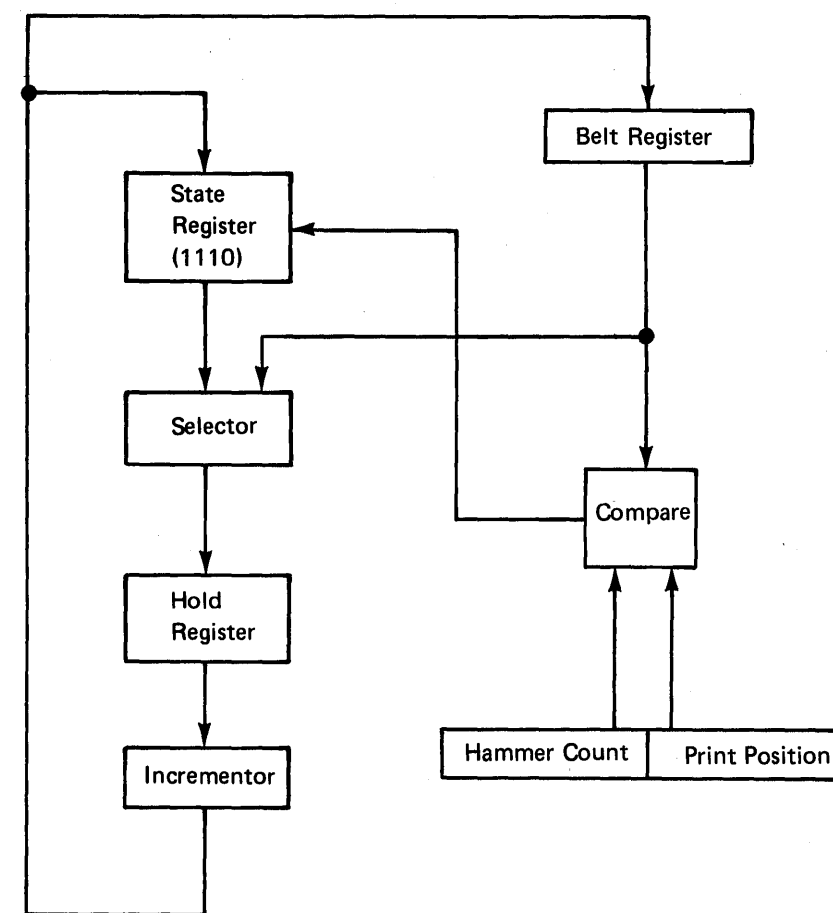 Belt Register
State
Register
(1110)
Selector
Compare
Hold
Register
Hammer Count
Print Position
Incrementor